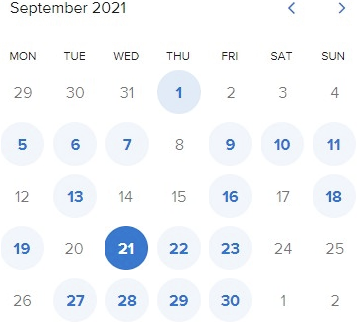 September 2021
MON TUE WED THU FRI SAT SUN
29 30 31 1 2 3 4
5 6 7 8 9 10 11
12 13 14 15 16 17 18
19 20 21 22 23 24 25
26 27 28 29 30 1 2